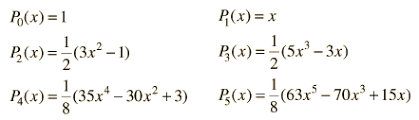 P₀(x) = 1    P₁(x) = x
P₂(x) = 1/2 (3x² − 1)    P₃(x) = 1/2 (5x³ − 3x)
P₄(x) = 1/8 (35x⁴ − 30x² + 3)    P₅(x) = 1/8 (63x⁵ − 70x³ + 15x)